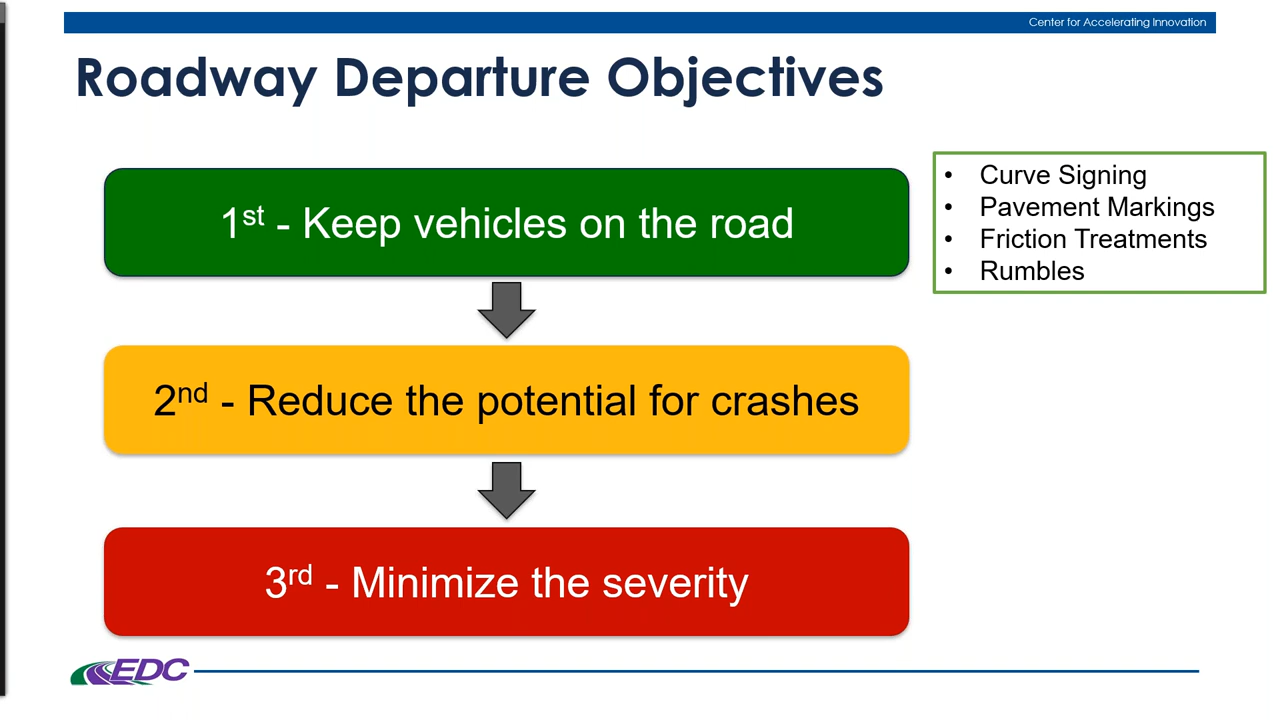 Center for Accelerating Innovation
Roadway Departure Objectives
1st - Keep vehicles on the road
• Curve Signing
• Pavement Markings
• Friction Treatments
• Rumbles
2nd - Reduce the potential for crashes
3rd - Minimize the severity
EDC